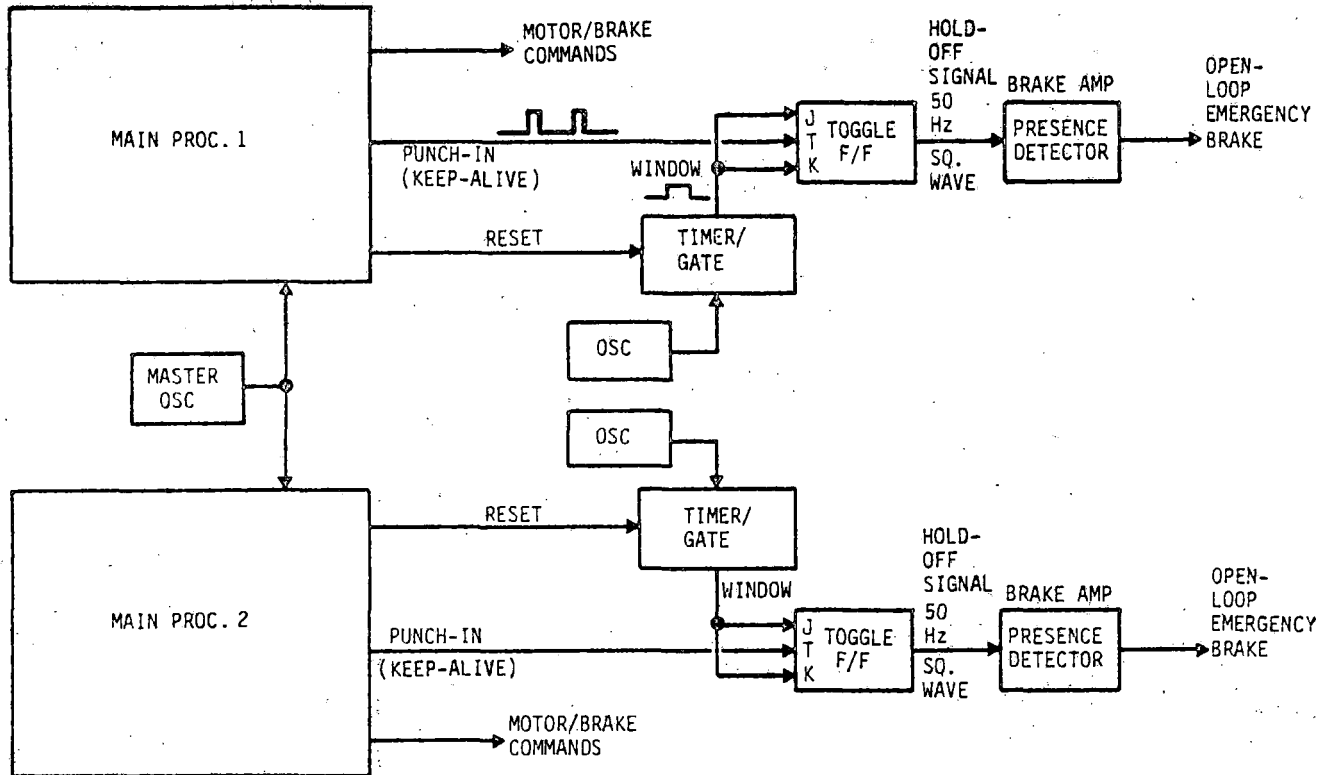 MOTOR/BRAKE
COMMANDS
MAIN PROC. 1
PUNCH-IN
(KEEP-ALIVE)
WINDOW
RESET
TIMER/
GATE
J
T
K
TOGGLE
F/F
HOLD-
OFF
SIGNAL
50
Hz
SQ.
WAVE
BRAKE AMP
PRESENCE
DETECTOR
OPEN-
LOOP
EMERGENCY
BRAKE
OSC
MASTER
OSC
OSC
MAIN PROC. 2
RESET
TIMER/
GATE
WINDOW
PUNCH-IN
(KEEP-ALIVE)
J
T
K
TOGGLE
F/F
HOLD-
OFF
SIGNAL
50
Hz
SQ.
WAVE
BRAKE AMP
PRESENCE
DETECTOR
OPEN-
LOOP
EMERGENCY
BRAKE
MOTOR/BRAKE
COMMANDS